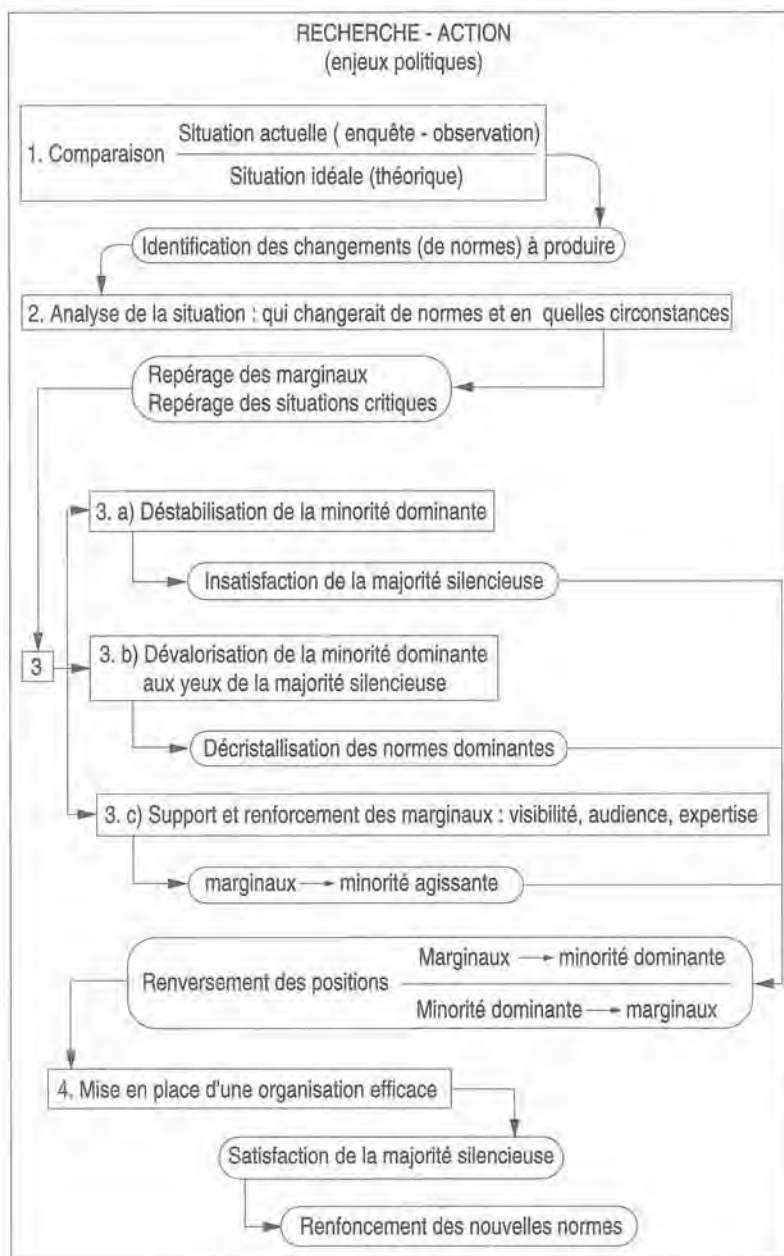 RECHERCHE - ACTION
(enjeux politiques)
1. Comparaison
Situation actuelle ( enquête - observation)
Situation idéale (théorique)
Identification des changements (de normes) à produire
2. Analyse de la situation : qui changerait de normes et en quelles circonstances
Repérage des marginaux
Repérage des situations critiques
3. a) Déstabilisation de la minorité dominante
Insatisfaction de la majorité silencieuse
3
3. b) Dévalorisation de la minorité dominante
aux yeux de la majorité silencieuse
Décristallisation des normes dominantes
3. c) Support et renforcement des marginaux : visibilité, audience, expertise
marginaux → minorité agissante
Renversement des positions
Marginaux → minorité dominante
Minorité dominante → marginaux
4. Mise en place d'une organisation efficace
Satisfaction de la majorité silencieuse
Renfoncement des nouvelles normes